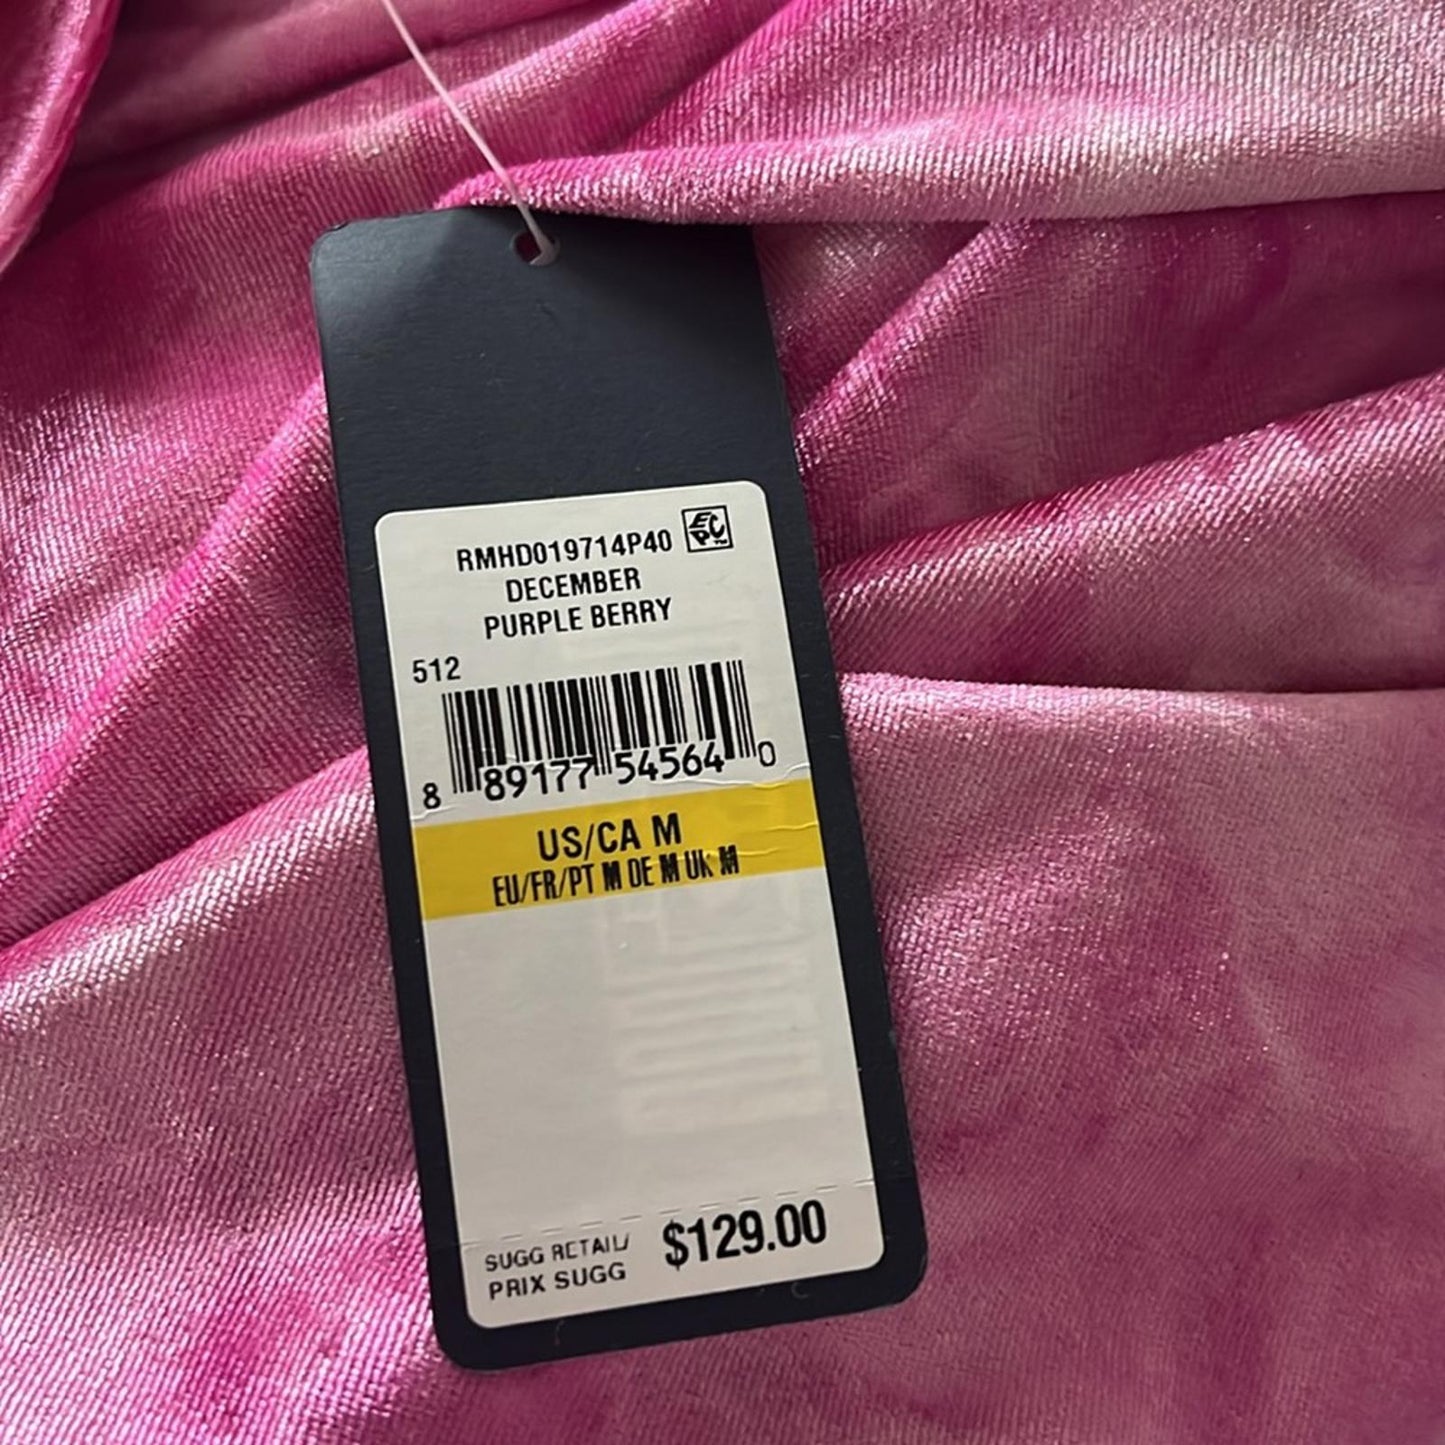 RMHD019714P40 EPC™
DECEMBER
PURPLE BERRY
512
8 89177 54564 0
US/CA M
EU/FR/PT M DE M UK M
SUGG RETAIL/
PRIX SUGG
$129.00